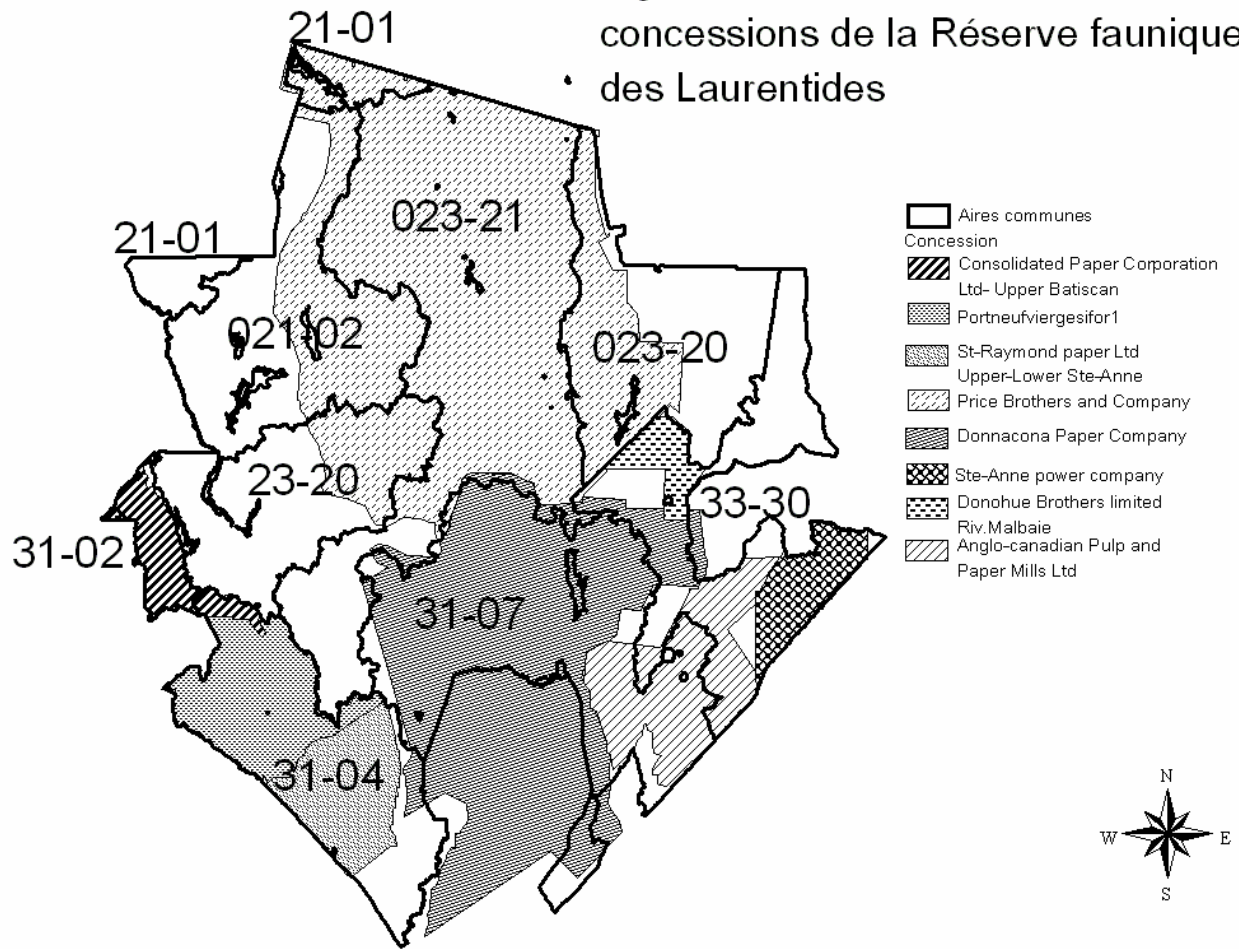 concessions de la Réserve faunique
des Laurentides
21-01
21-01
023-21
021-02
023-20
23-20
33-30
31-02
31-07
31-04
Aires communes
Concession
Consolidated Paper Corporation
Ltd- Upper Batiscan
Portneufviergesifor1
St-Raymond paper Ltd
Upper-Lower Ste-Anne
Price Brothers and Company
Donnacona Paper Company
Ste-Anne power company
Donohue Brothers limited
Riv.Malbaie
Anglo-canadian Pulp and
Paper Mills Ltd
N
W
E
S